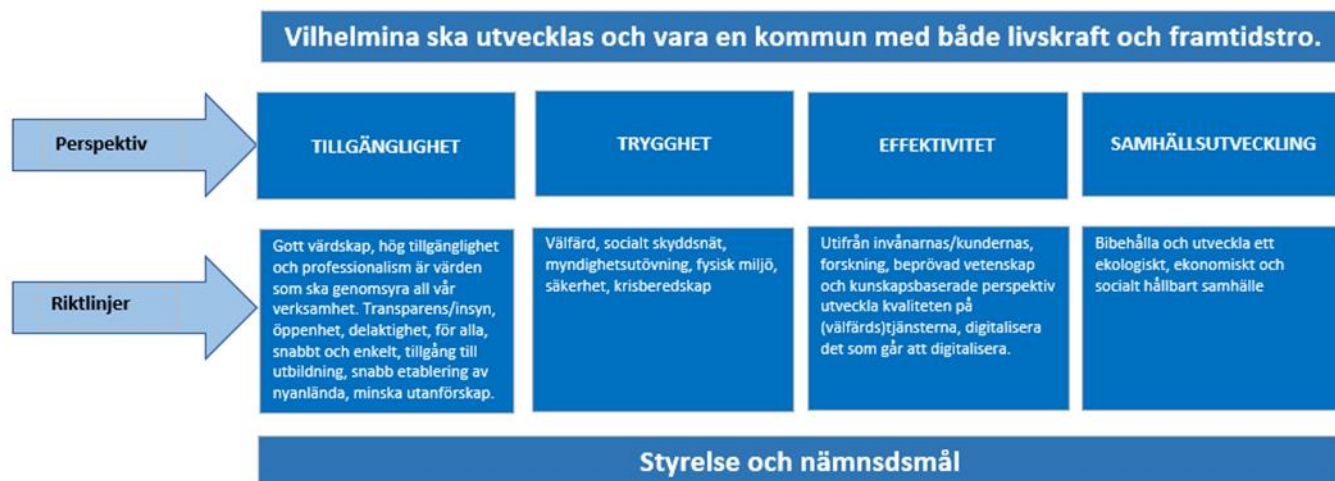 Vilhelmina ska utvecklas och vara en kommun med både livskraft och framtidstro.
Perspektiv
TILLGÄNGLIGHET
TRYGGHET
EFFEKTIVITET
SAMHÄLLSUTVECKLING
Riktlinjer
Gott värdskap, hög tillgänglighet
och professionalism är värden
som ska genomsyra all vår
verksamhet. Transparens/insyn,
öppenhet, delaktighet, för alla,
snabbt och enkelt, tillgång till
utbildning, snabb etablering av
nyanlända, minska utanförskap.
Välfärd, socialt skyddsnät,
myndighetsutövning, fysisk miljö,
säkerhet, krisberedskap
Utifrån invånarnas/kundernas,
forskning, beprövad vetenskap
och kunskapsbaserade perspektiv
utveckla kvaliteten på
(välfärds)tjänsterna, digitalisera
det som går att digitalisera.
Bibehålla och utveckla ett
ekologiskt, ekonomiskt och
socialt hållbart samhälle
Styrelse och nämnsdsmål